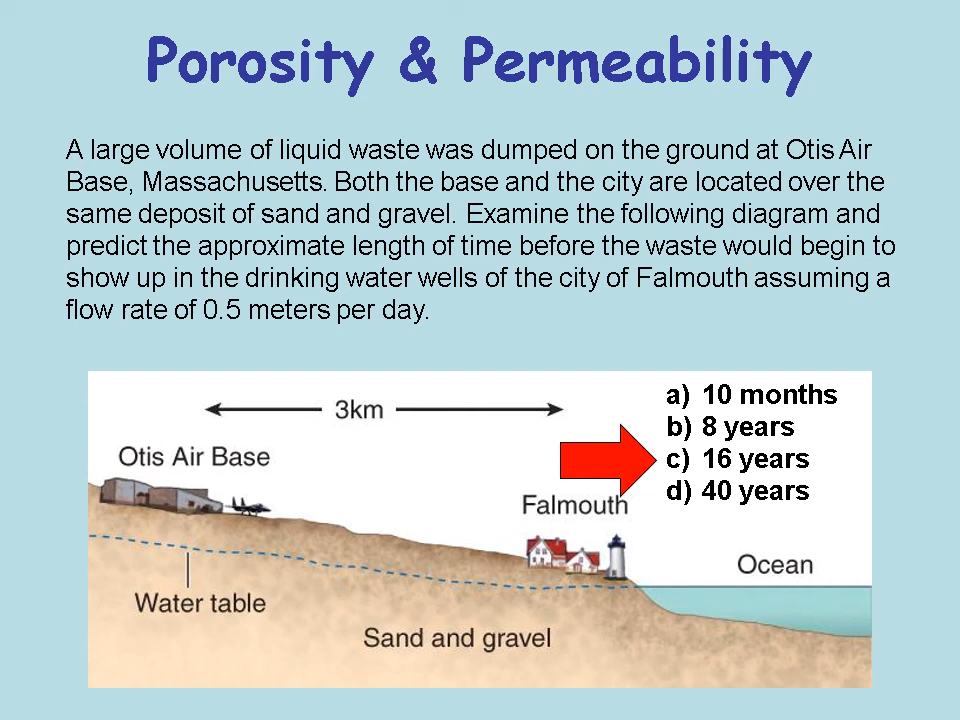 Porosity & Permeability
A large volume of liquid waste was dumped on the ground at Otis Air
Base, Massachusetts. Both the base and the city are located over the
same deposit of sand and gravel. Examine the following diagram and
predict the approximate length of time before the waste would begin to
show up in the drinking water wells of the city of Falmouth assuming a
flow rate of 0.5 meters per day.
3km
a) 10 months
b) 8 years
c) 16 years
d) 40 years
Otis Air Base
Falmouth
Ocean
Water table
Sand and gravel